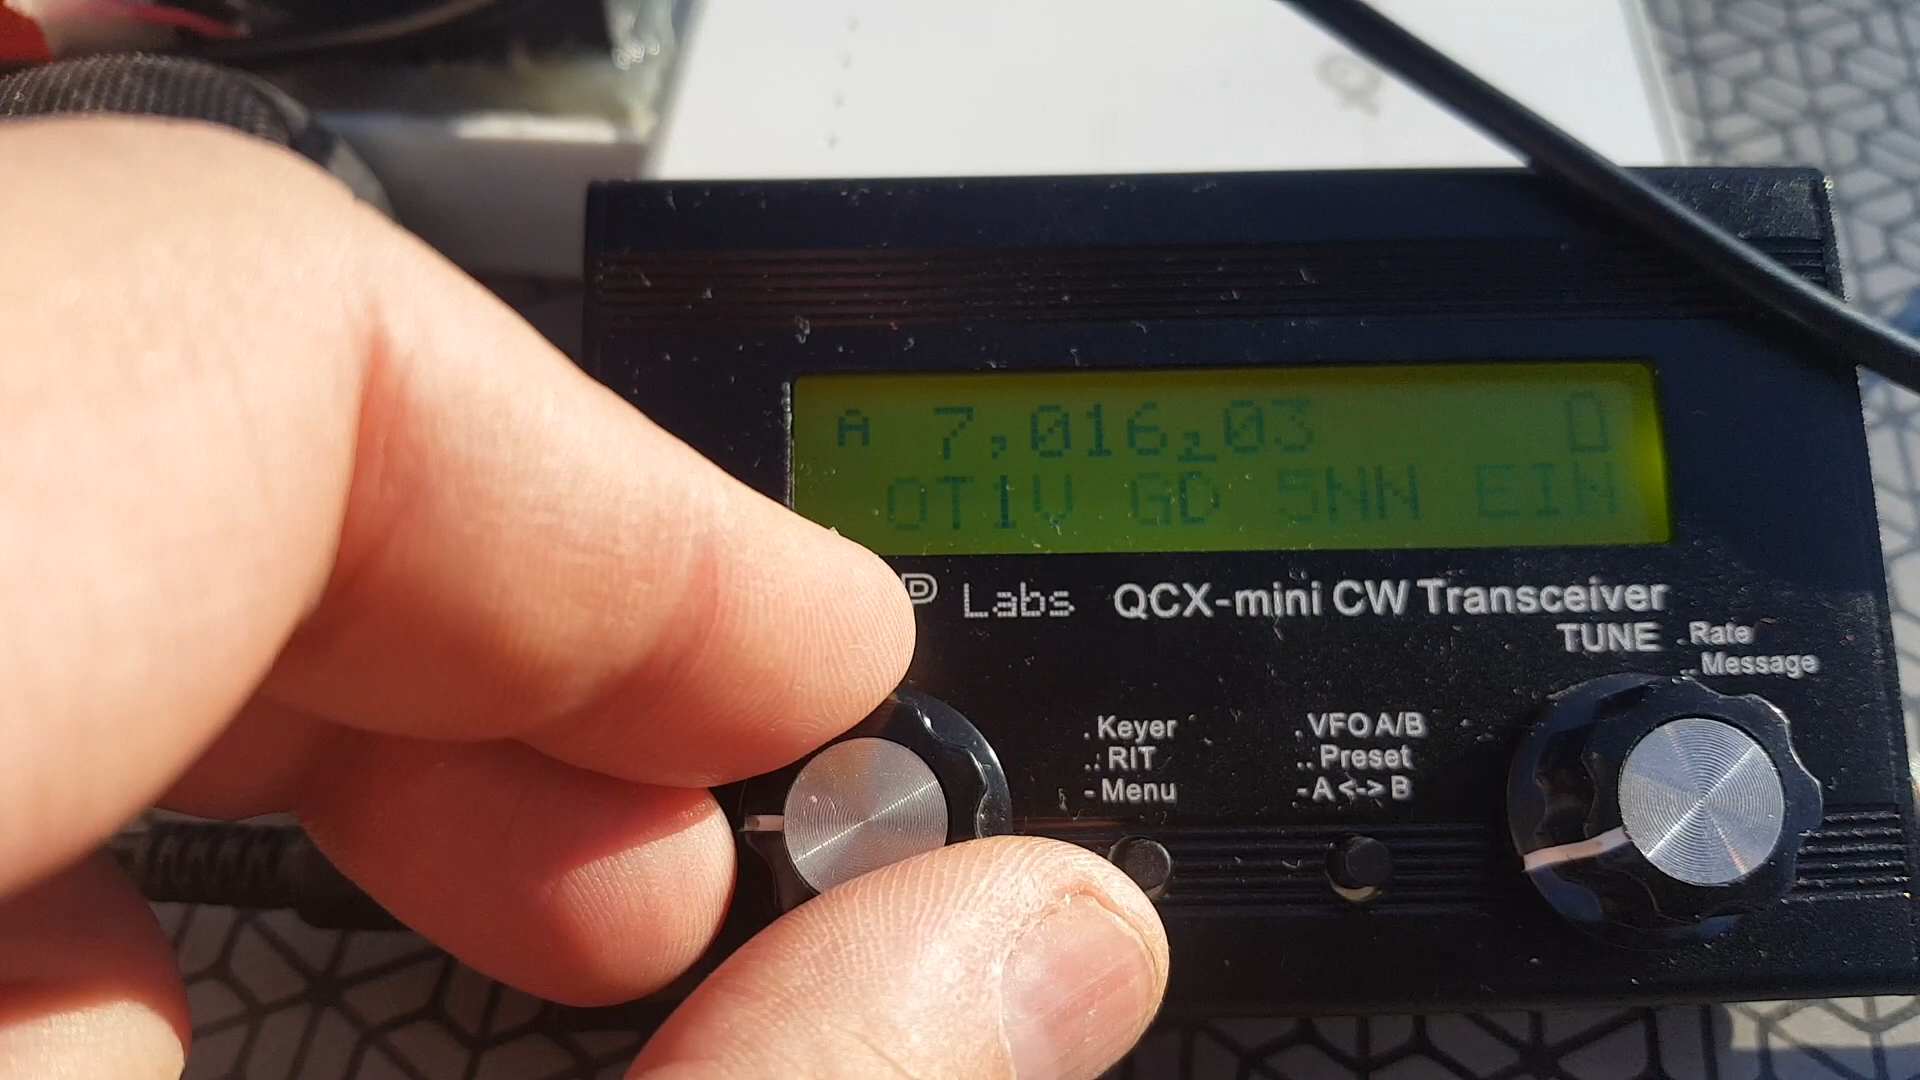 A 7,016.03
OT1V GD 5NN EIN
P Labs QCX-mini CW Transceiver
TUNE . Rate
.. Message
. Keyer
.. RIT
- Menu
. VFO A/B
.. Preset
- A <-> B